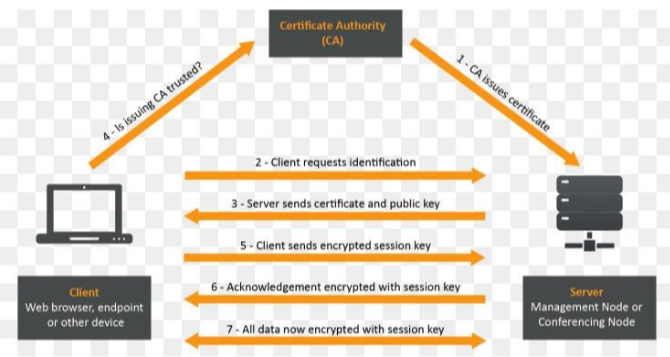 Certificate Authority
(CA)
4 - Is issuing CA trusted?
1 - CA issues certificate
2 - Client requests identification
3 - Server sends certificate and public key
5 - Client sends encrypted session key
6 - Acknowledgement encrypted with session key
7 - All data now encrypted with session key
Client
Web browser, endpoint
or other device
Server
Management Node or
Conferencing Node